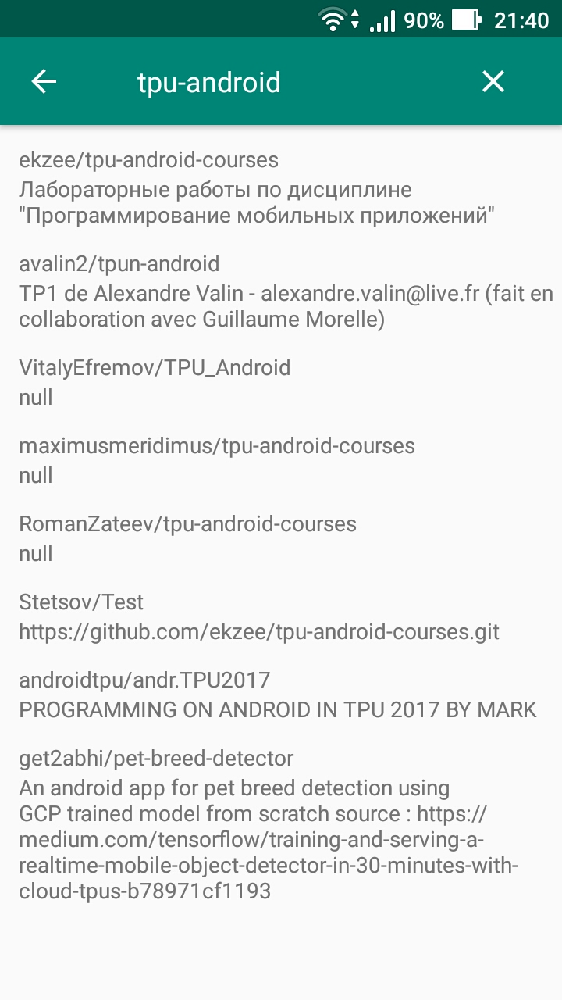 90% 21:40
tpu-android
ekzee/tpu-android-courses
Лабораторные работы по дисциплине
"Программирование мобильных приложений"
avalin2/tpun-android
TP1 de Alexandre Valin - alexandre.valin@live.fr (fait en
collaboration avec Guillaume Morelle)
VitalyEfremov/TPU_Android
null
maximusmeridimus/tpu-android-courses
null
RomanZateev/tpu-android-courses
null
Stetsov/Test
https://github.com/ekzee/tpu-android-courses.git
androidtpu/andr.TPU2017
PROGRAMMING ON ANDROID IN TPU 2017 BY MARK
get2abhi/pet-breed-detector
An android app for pet breed detection using
GCP trained model from scratch source : https://
medium.com/tensorflow/training-and-serving-a-
realtime-mobile-object-detector-in-30-minutes-with-
cloud-tpus-b78971cf1193